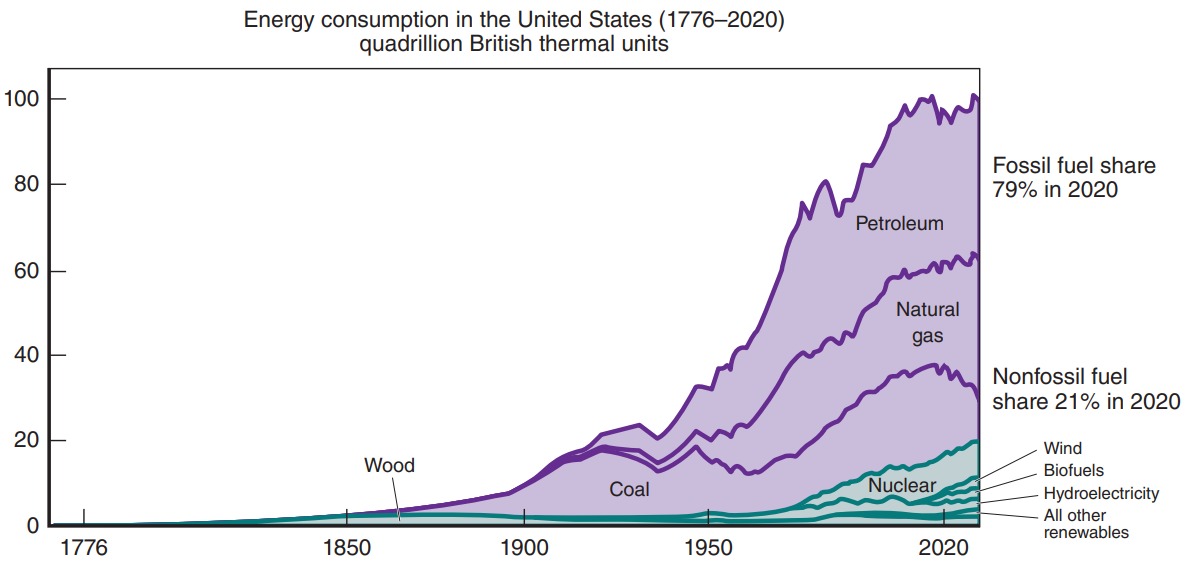 Energy consumption in the United States (1776–2020)
quadrillion British thermal units
100
80
60
40
20
0
1776
1850
1900
1950
2020
Wood
Coal
Petroleum
Natural
gas
Nuclear
Fossil fuel share
79% in 2020
Nonfossil fuel
share 21% in 2020
Wind
Biofuels
Hydroelectricity
All other
renewables